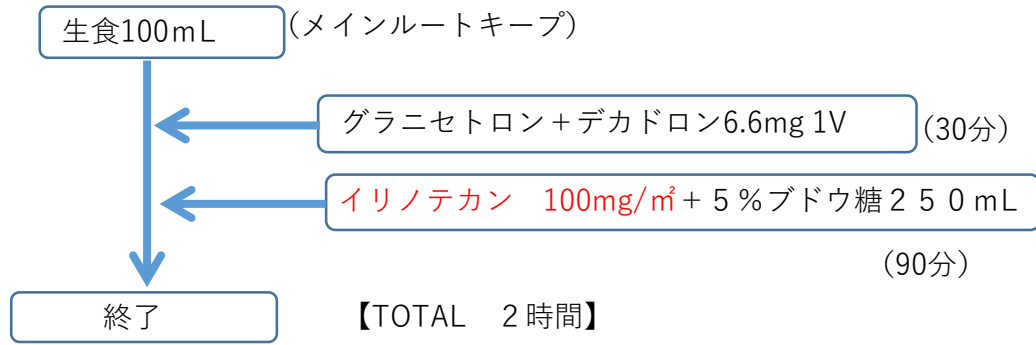 生食100mL (メインルートキープ)
グラニセトロン+デカドロン6.6mg 1V (30分)
イリノテカン　100mg/㎡+5%ブドウ糖250mL
(90分)
終了 【TOTAL　2時間】